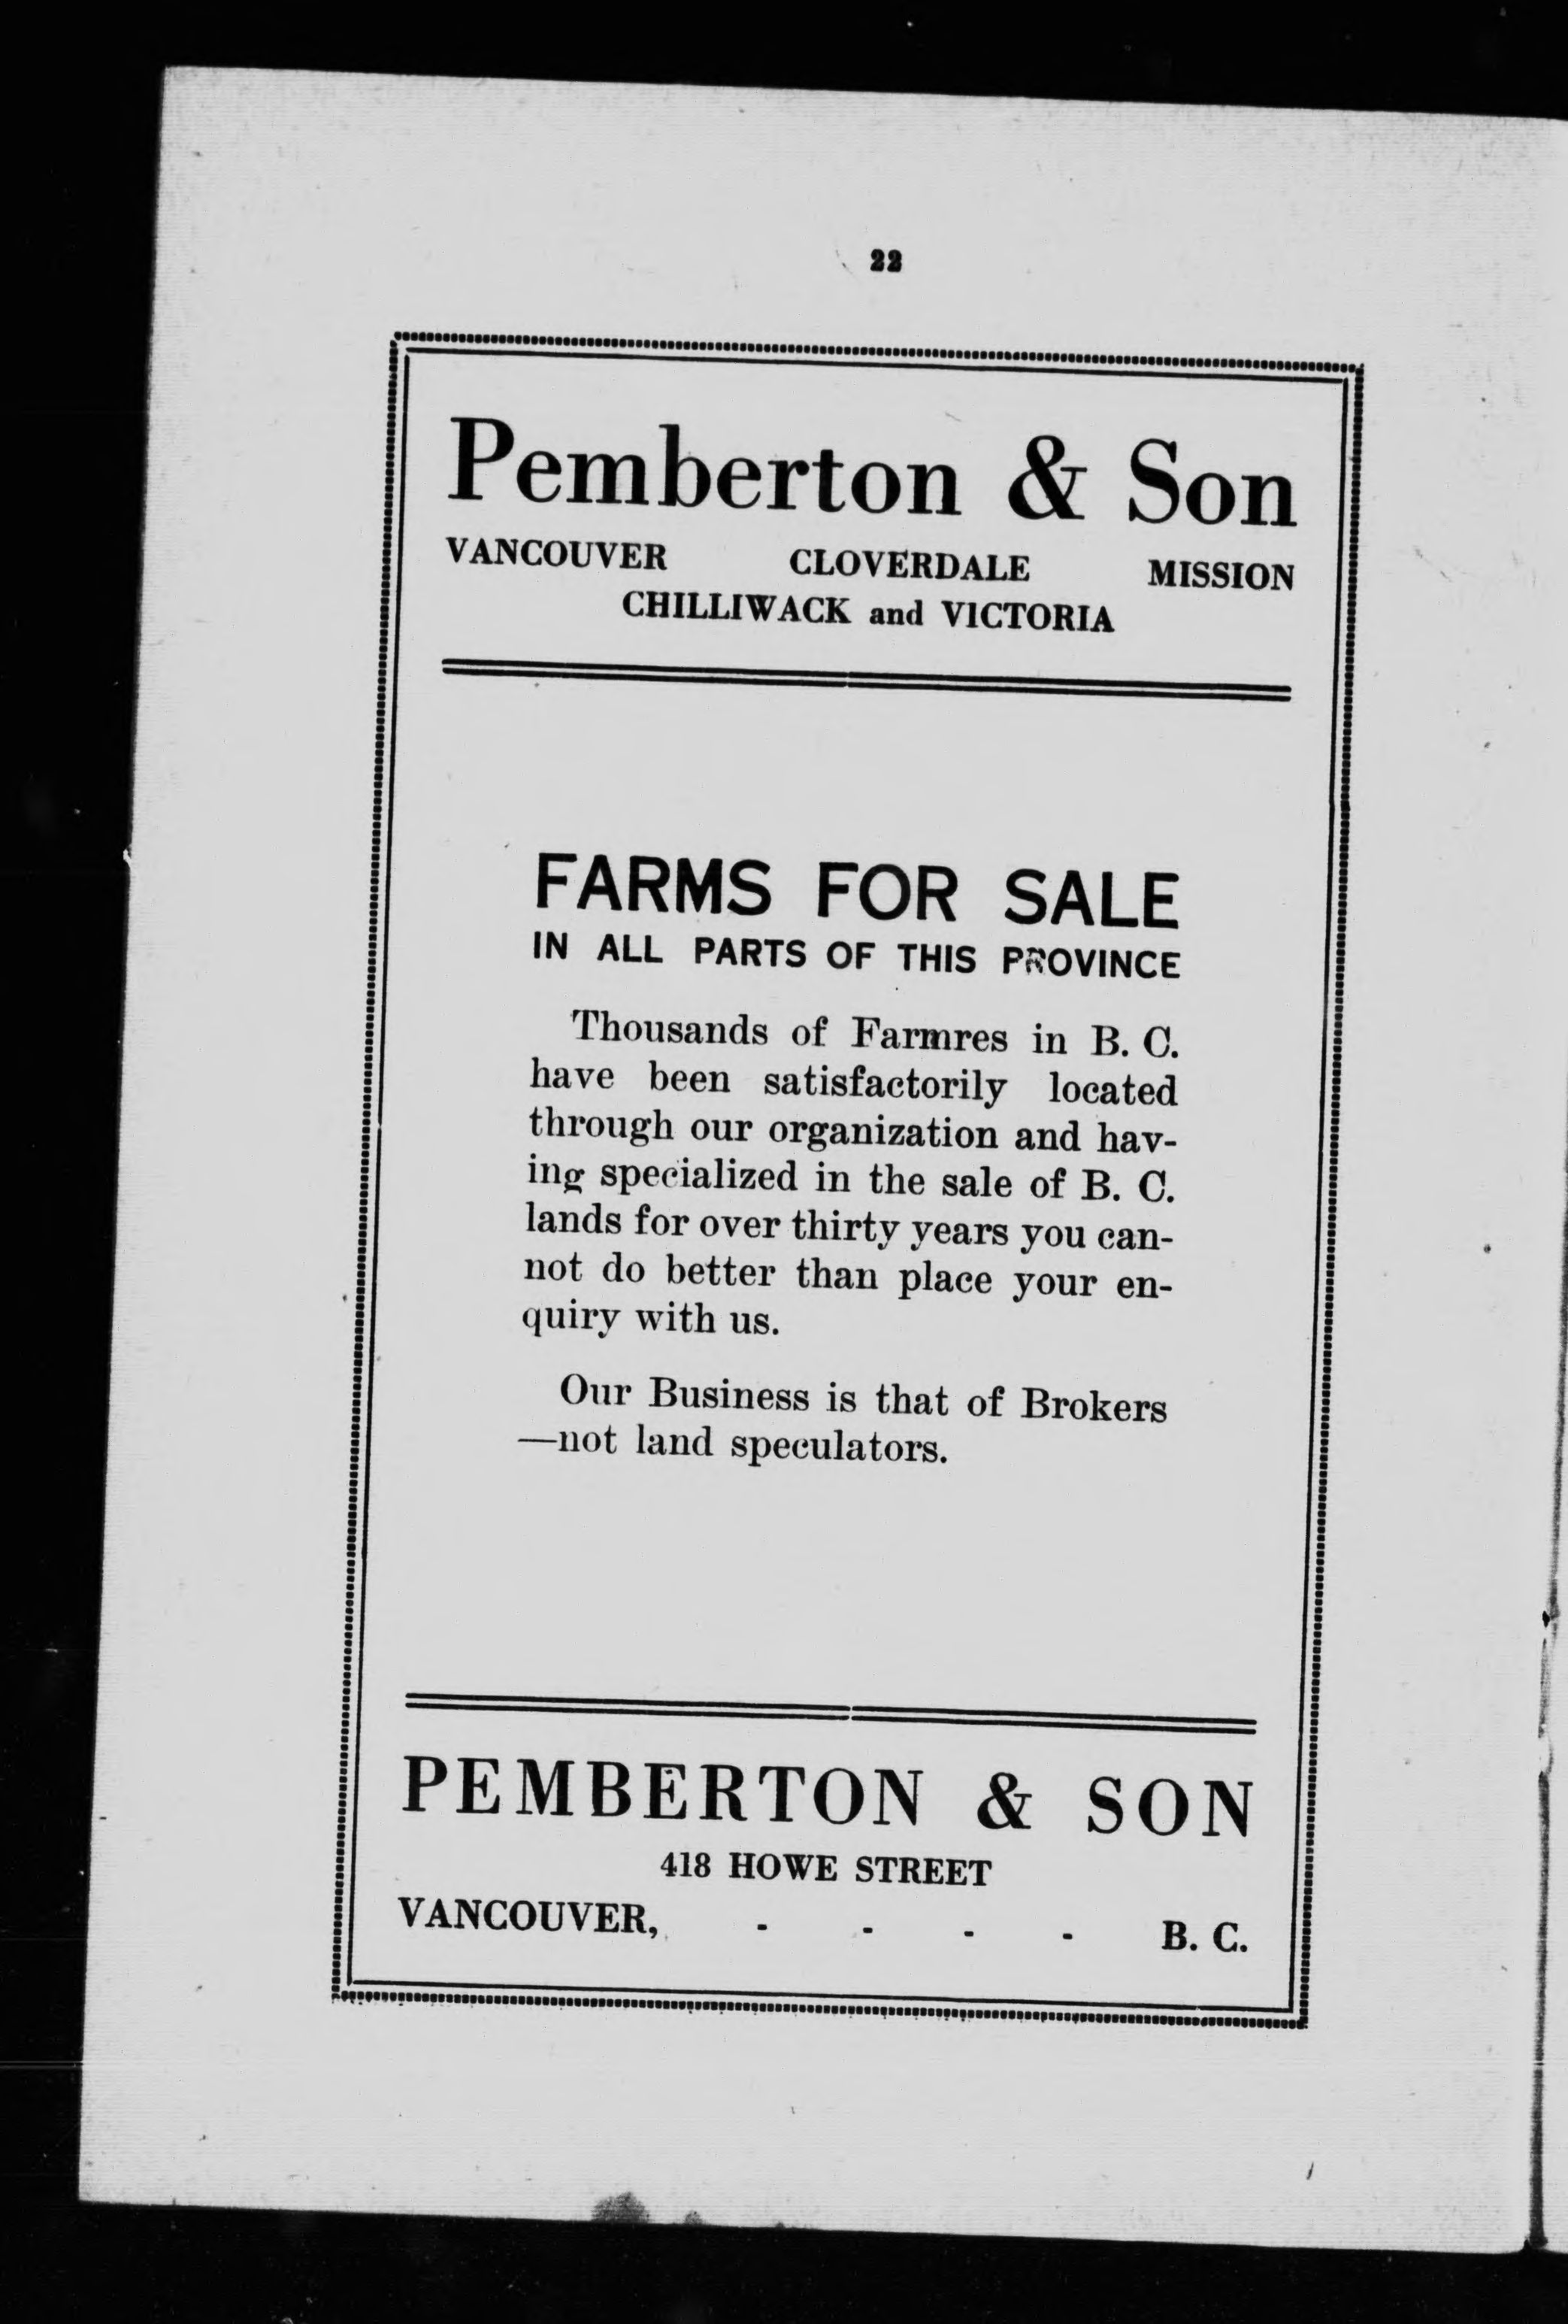 22
Pemberton & Son
VANCOUVER CLOVERDALE MISSION
CHILLIWACK and VICTORIA
FARMS FOR SALE
IN ALL PARTS OF THIS PROVINCE
Thousands of Farmres in B. C.
have been satisfactorily located
through our organization and hav-
ing specialized in the sale of B. C.
lands for over thirty years you can-
not do better than place your en-
quiry with us.
Our Business is that of Brokers
—not land speculators.
PEMBERTON & SON
418 HOWE STREET
VANCOUVER, - - - - B. C.